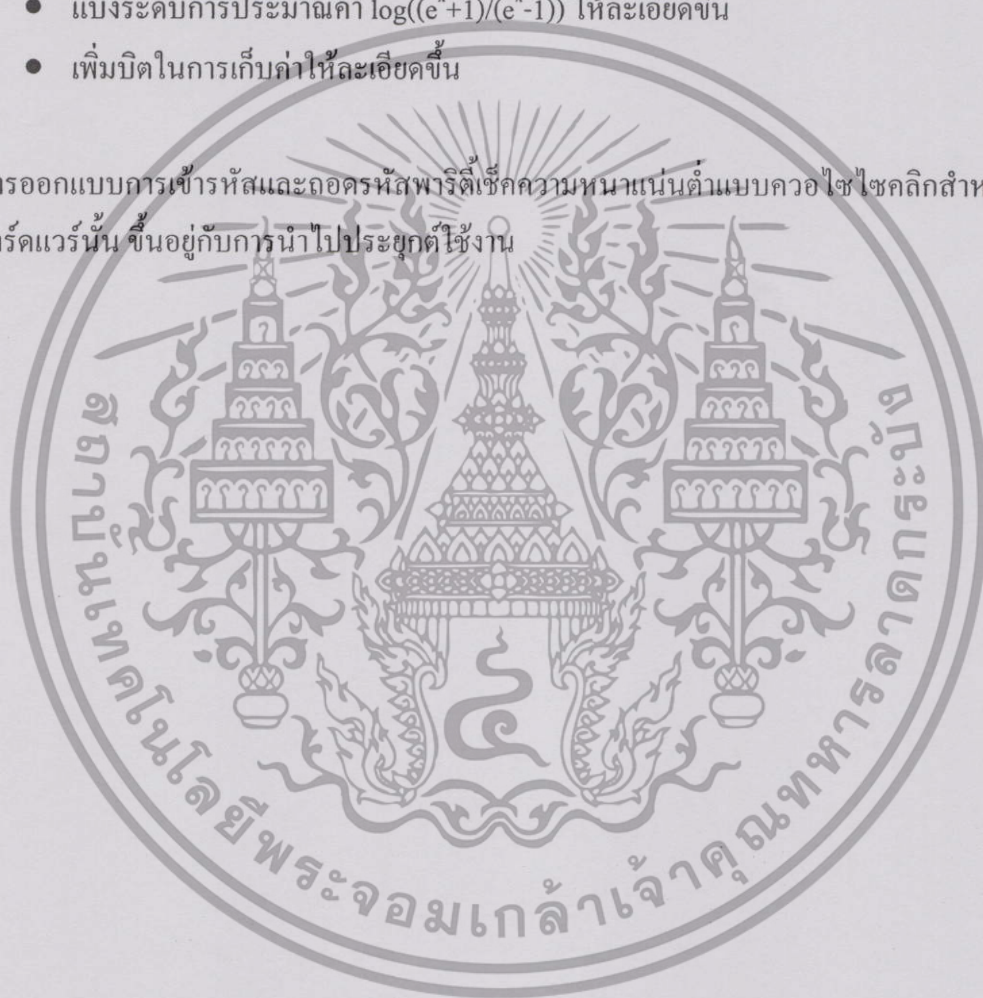 ● แบ่งระดับการประมาณค่า log((eˣ+1)/(eˣ-1)) ให้ละเอียดขึ้น
● เพิ่มบิตในการเก็บค่าให้ละเอียดขึ้น
รออกแบบการเข้ารหัสและถอดรหัสพาริตี้เช็คความหนาแน่นต่ำแบบควอไซไซคลิกสำห
ร์ดแวร์นั้น ขึ้นอยู่กับการนำไปประยุกต์ใช้งาน
สถาบันเทคโนโลยีพระจอมเกล้าเจ้าคุณทหารลาดกระบัง